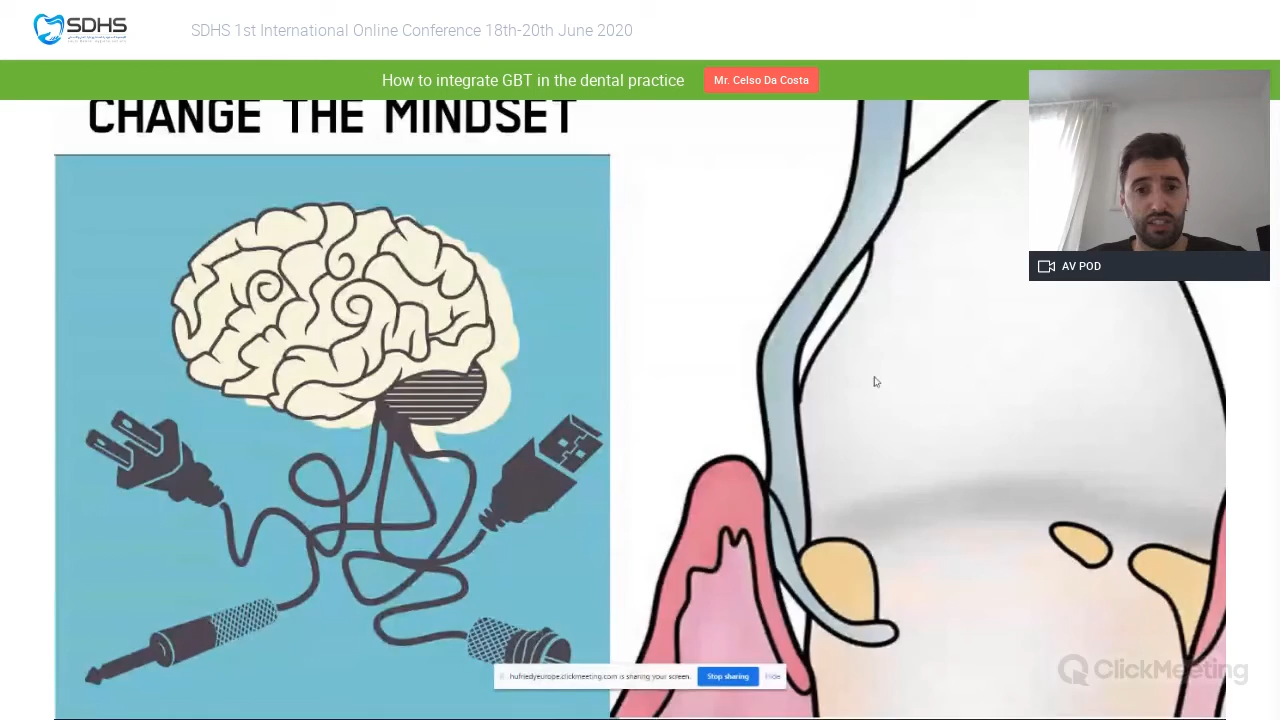 SDHS
SDHS 1st International Online Conference 18th-20th June 2020
How to integrate GBT in the dental practice
Mr. Celso Da Costa
CHANGE THE MINDSET
AV POD
ClickMeeting
hufriedyeurope.clickmeeting.com is sharing your screen.
Stop sharing
Hide